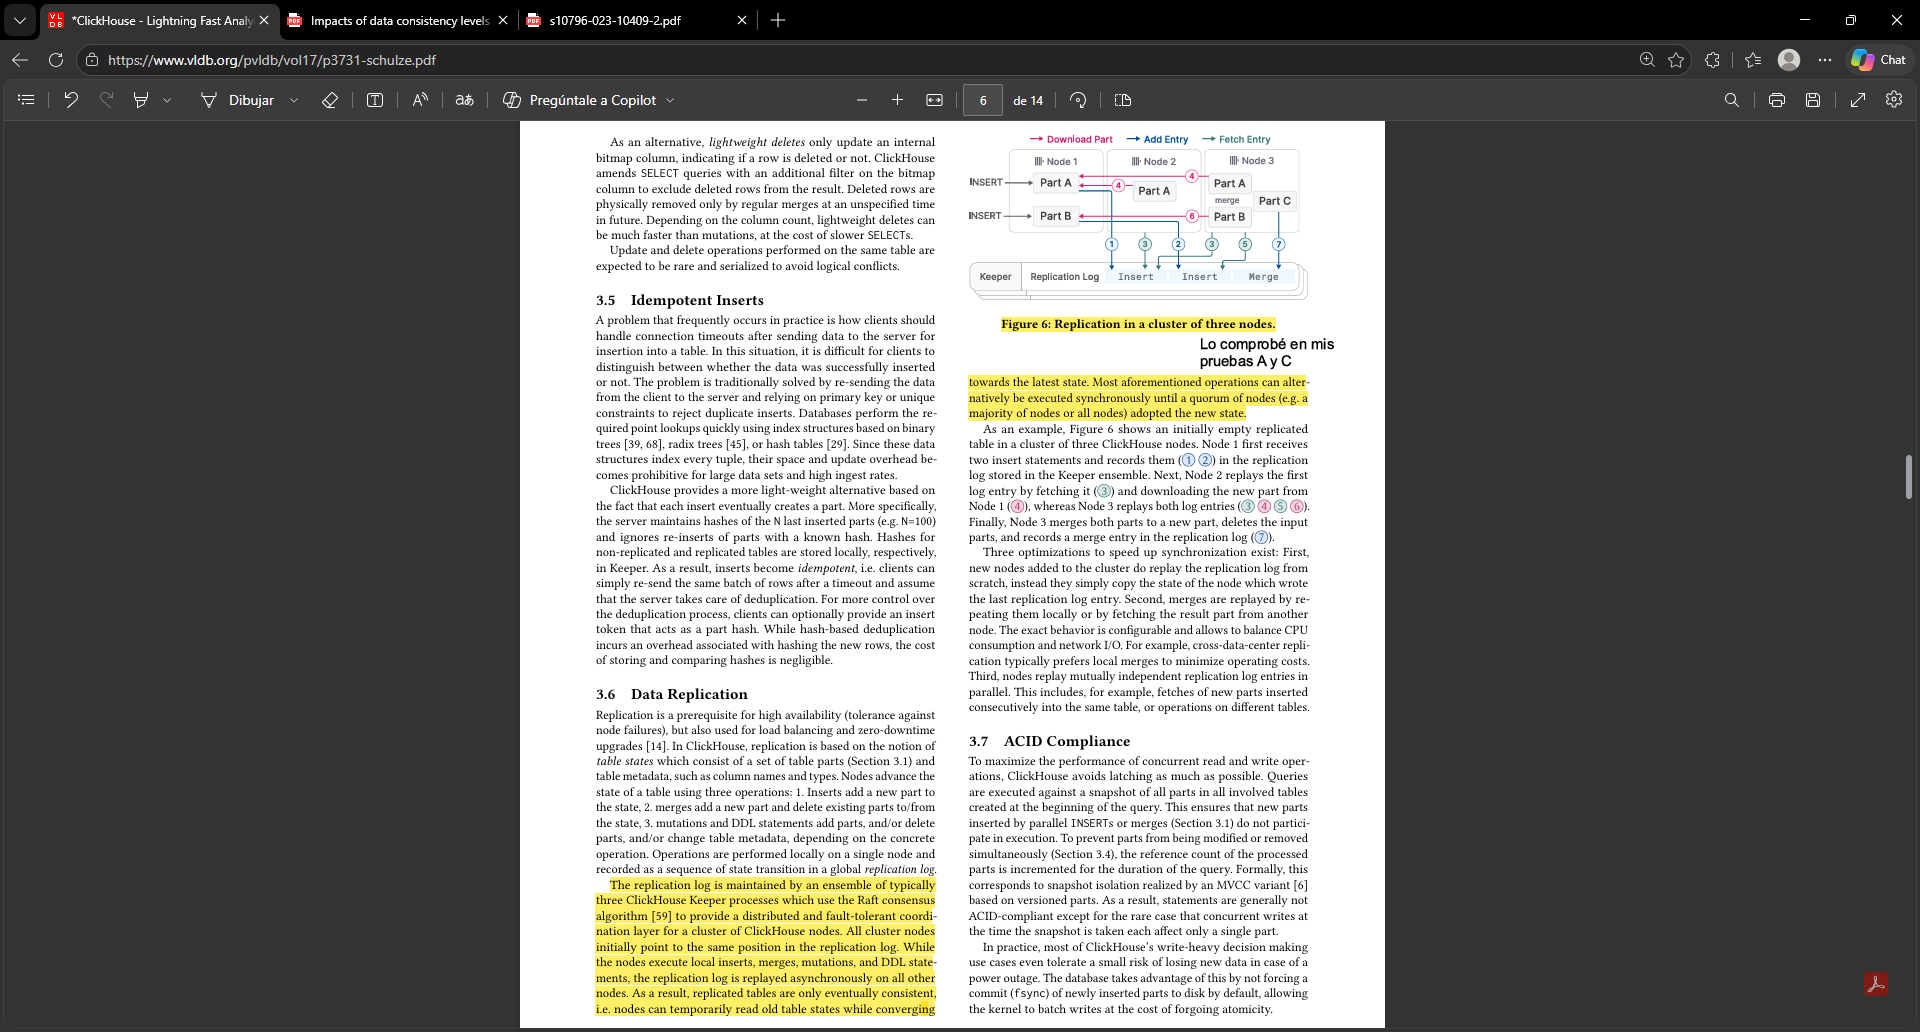 *ClickHouse - Lightning Fast Analy
Impacts of data consistency levels
s10796-023-10409-2.pdf
https://www.vldb.org/pvldb/vol17/p3731-schulze.pdf
Chat
Dibujar
Pregúntale a Copilot
6
de 14
As an alternative, lightweight deletes only update an internal
bitmap column, indicating if a row is deleted or not. ClickHouse
amends SELECT queries with an additional filter on the bitmap
column to exclude deleted rows from the result. Deleted rows are
physically removed only by regular merges at an unspecified time
in future. Depending on the column count, lightweight deletes can
be much faster than mutations, at the cost of slower SELECTs.
Update and delete operations performed on the same table are
expected to be rare and serialized to avoid logical conflicts.
3.5 Idempotent Inserts
A problem that frequently occurs in practice is how clients should
handle connection timeouts after sending data to the server for
insertion into a table. In this situation, it is difficult for clients to
distinguish between whether the data was successfully inserted
or not. The problem is traditionally solved by re-sending the data
from the client to the server and relying on primary key or unique
constraints to reject duplicate inserts. Databases perform the re-
quired point lookups quickly using index structures based on binary
trees [39, 68], radix trees [45], or hash tables [29]. Since these data
structures index every tuple, their space and update overhead be-
comes prohibitive for large data sets and high ingest rates.
ClickHouse provides a more light-weight alternative based on
the fact that each insert eventually creates a part. More specifically,
the server maintains hashes of the N last inserted parts (e.g. N=100)
and ignores re-inserts of parts with a known hash. Hashes for
non-replicated and replicated tables are stored locally, respectively,
in Keeper. As a result, inserts become idempotent, i.e. clients can
simply re-send the same batch of rows after a timeout and assume
that the server takes care of deduplication. For more control over
the deduplication process, clients can optionally provide an insert
token that acts as a part hash. While hash-based deduplication
incurs an overhead associated with hashing the new rows, the cost
of storing and comparing hashes is negligible.
3.6 Data Replication
Replication is a prerequisite for high availability (tolerance against
node failures), but also used for load balancing and zero-downtime
upgrades [14]. In ClickHouse, replication is based on the notion of
table states which consist of a set of table parts (Section 3.1) and
table metadata, such as column names and types. Nodes advance the
state of a table using three operations: 1. Inserts add a new part to
the state, 2. merges add a new part and delete existing parts to/from
the state, 3. mutations and DDL statements add parts, and/or delete
parts, and/or change table metadata, depending on the concrete
operation. Operations are performed locally on a single node and
recorded as a sequence of state transition in a global replication log.
The replication log is maintained by an ensemble of typically
three ClickHouse Keeper processes which use the Raft consensus
algorithm [59] to provide a distributed and fault-tolerant coordi-
nation layer for a cluster of ClickHouse nodes. All cluster nodes
initially point to the same position in the replication log. While
the nodes execute local inserts, merges, mutations, and DDL state-
ments, the replication log is replayed asynchronously on all other
nodes. As a result, replicated tables are only eventually consistent,
i.e. nodes can temporarily read old table states while converging
Download Part Add Entry Fetch Entry
Node 1 Node 2 Node 3
INSERT Part A 4 Part A 4 Part A
merge Part C
INSERT Part B 6 Part B
1 3 2 3 5 7
Keeper Replication Log Insert Insert Merge
Figure 6: Replication in a cluster of three nodes.
Lo comprobé en mis
pruebas A y C
towards the latest state. Most aforementioned operations can alter-
natively be executed synchronously until a quorum of nodes (e.g. a
majority of nodes or all nodes) adopted the new state.
As an example, Figure 6 shows an initially empty replicated
table in a cluster of three ClickHouse nodes. Node 1 first receives
two insert statements and records them (1 2) in the replication
log stored in the Keeper ensemble. Next, Node 2 replays the first
log entry by fetching it (3) and downloading the new part from
Node 1 (4), whereas Node 3 replays both log entries (3 4 5 6).
Finally, Node 3 merges both parts to a new part, deletes the input
parts, and records a merge entry in the replication log (7).
Three optimizations to speed up synchronization exist: First,
new nodes added to the cluster do replay the replication log from
scratch, instead they simply copy the state of the node which wrote
the last replication log entry. Second, merges are replayed by re-
peating them locally or by fetching the result part from another
node. The exact behavior is configurable and allows to balance CPU
consumption and network I/O. For example, cross-data-center repli-
cation typically prefers local merges to minimize operating costs.
Third, nodes replay mutually independent replication log entries in
parallel. This includes, for example, fetches of new parts inserted
consecutively into the same table, or operations on different tables.
3.7 ACID Compliance
To maximize the performance of concurrent read and write oper-
ations, ClickHouse avoids latching as much as possible. Queries
are executed against a snapshot of all parts in all involved tables
created at the beginning of the query. This ensures that new parts
inserted by parallel INSERTs or merges (Section 3.1) do not partici-
pate in execution. To prevent parts from being modified or removed
simultaneously (Section 3.4), the reference count of the processed
parts is incremented for the duration of the query. Formally, this
corresponds to snapshot isolation realized by an MVCC variant [6]
based on versioned parts. As a result, statements are generally not
ACID-compliant except for the rare case that concurrent writes at
the time the snapshot is taken each affect only a single part.
In practice, most of ClickHouse's write-heavy decision making
use cases even tolerate a small risk of losing new data in case of a
power outage. The database takes advantage of this by not forcing a
commit (fsync) of newly inserted parts to disk by default, allowing
the kernel to batch writes at the cost of forgoing atomicity.